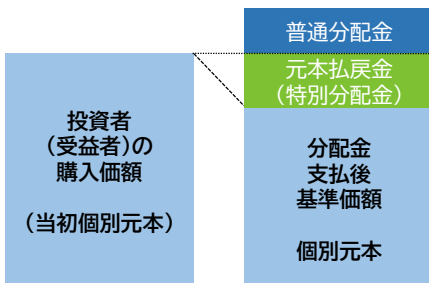 普通分配金
元本払戻金
（特別分配金）
投資者
（受益者）の
購入価額
（当初個別元本）
分配金
支払後
基準価額
個別元本